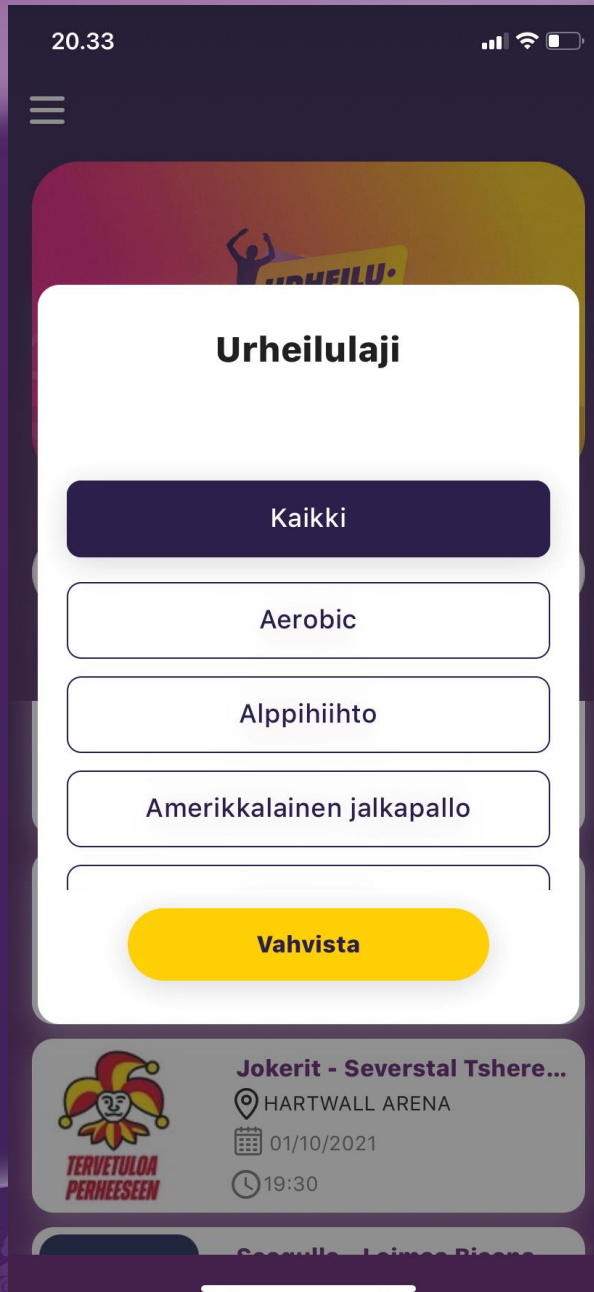 20.33
URHEILU.
Urheilulaji
Kaikki
Aerobic
Alppihiihto
Amerikkalainen jalkapallo
Vahvista
Jokerit - Severstal Tshere...
HARTWALL ARENA
01/10/2021
19:30
TERVETULOA
PERHEESEEN